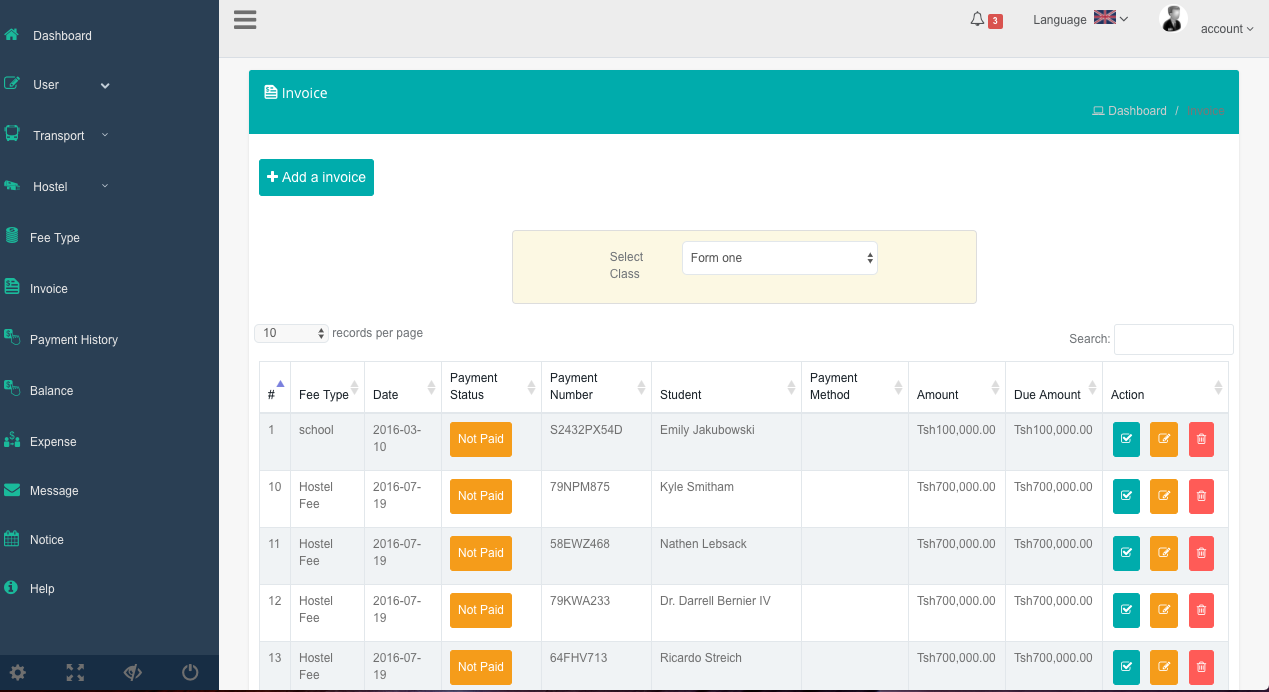 Dashboard
User
Transport
Hostel
Fee Type
Invoice
Payment History
Balance
Expense
Message
Notice
Help
3
Language
account
Invoice
Dashboard / Invoice
+ Add a invoice
Select
Class
Form one
10 records per page
Search:
# Fee Type Date Payment Status Payment Number Student Payment Method Amount Due Amount Action
1 school 2016-03-10 Not Paid S2432PX54D Emily Jakubowski Tsh100,000.00 Tsh100,000.00
10 Hostel Fee 2016-07-19 Not Paid 79NPM875 Kyle Smitham Tsh700,000.00 Tsh700,000.00
11 Hostel Fee 2016-07-19 Not Paid 58EWZ468 Nathen Lebsack Tsh700,000.00 Tsh700,000.00
12 Hostel Fee 2016-07-19 Not Paid 79KWA233 Dr. Darrell Bernier IV Tsh700,000.00 Tsh700,000.00
13 Hostel Fee 2016-07-19 Not Paid 64FHV713 Ricardo Streich Tsh700,000.00 Tsh700,000.00